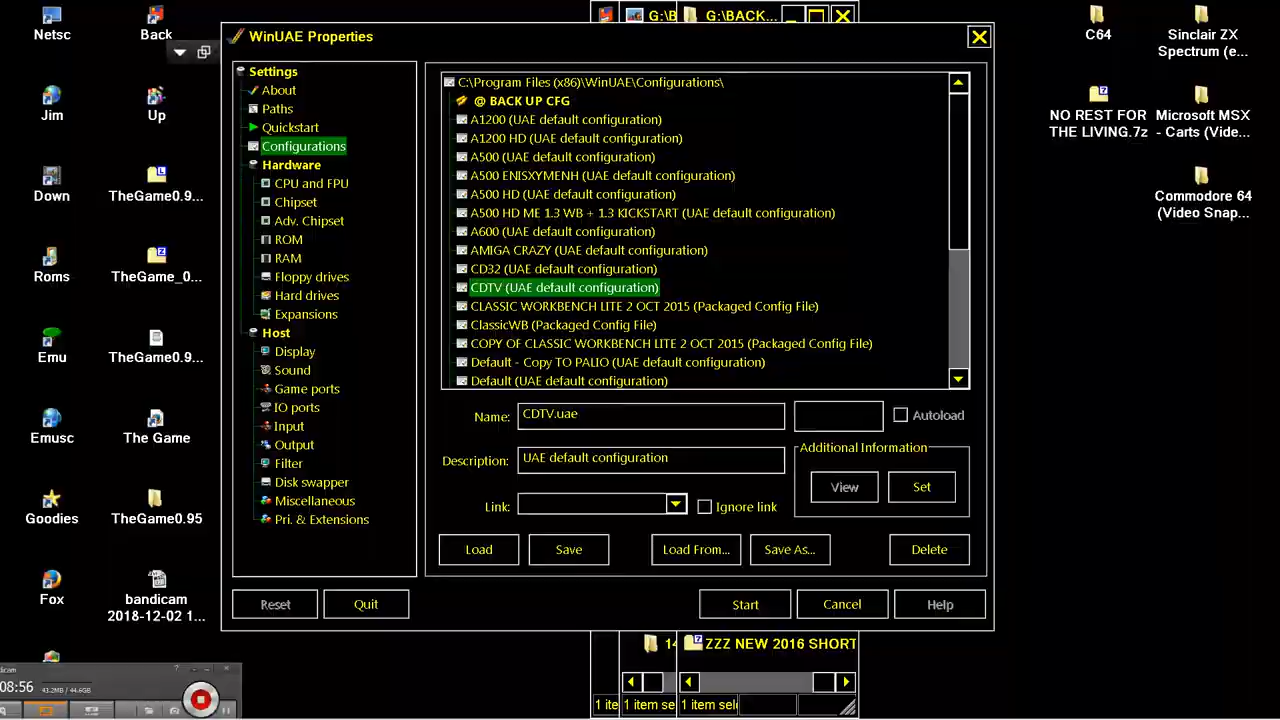 Netsc
Back
Jim
Up
Down
TheGame0.9...
Roms
TheGame_0...
Emu
TheGame0.9...
Emusc
The Game
Goodies
TheGame0.95
Fox
bandicam
2018-12-02 1...
G:\B
G:\BACK...
WinUAE Properties
Settings
About
Paths
Quickstart
Configurations
Hardware
CPU and FPU
Chipset
Adv. Chipset
ROM
RAM
Floppy drives
Hard drives
Expansions
Host
Display
Sound
Game ports
IO ports
Input
Output
Filter
Disk swapper
Miscellaneous
Pri. & Extensions
C:\Program Files (x86)\WinUAE\Configurations\
@ BACK UP CFG
A1200 (UAE default configuration)
A1200 HD (UAE default configuration)
A500 (UAE default configuration)
A500 ENISXYMENH (UAE default configuration)
A500 HD (UAE default configuration)
A500 HD ME 1.3 WB + 1.3 KICKSTART (UAE default configuration)
A600 (UAE default configuration)
AMIGA CRAZY (UAE default configuration)
CD32 (UAE default configuration)
CDTV (UAE default configuration)
CLASSIC WORKBENCH LITE 2 OCT 2015 (Packaged Config File)
ClassicWB (Packaged Config File)
COPY OF CLASSIC WORKBENCH LITE 2 OCT 2015 (Packaged Config File)
Default - Copy TO PALIO (UAE default configuration)
Default (UAE default configuration)
Name: CDTV.uae
Autoload
Description: UAE default configuration
Additional Information
View Set
Link:
Ignore link
Load Save Load From... Save As... Delete
Reset Quit Start Cancel Help
C64
Sinclair ZX
Spectrum (e...
NO REST FOR
THE LIVING.7z
Microsoft MSX
- Carts (Vide...
Commodore 64
(Video Snap...
14
ZZZ NEW 2016 SHORT
1 ite
1 item se
1 item sel
08:56
43.2MB / 44.6GB